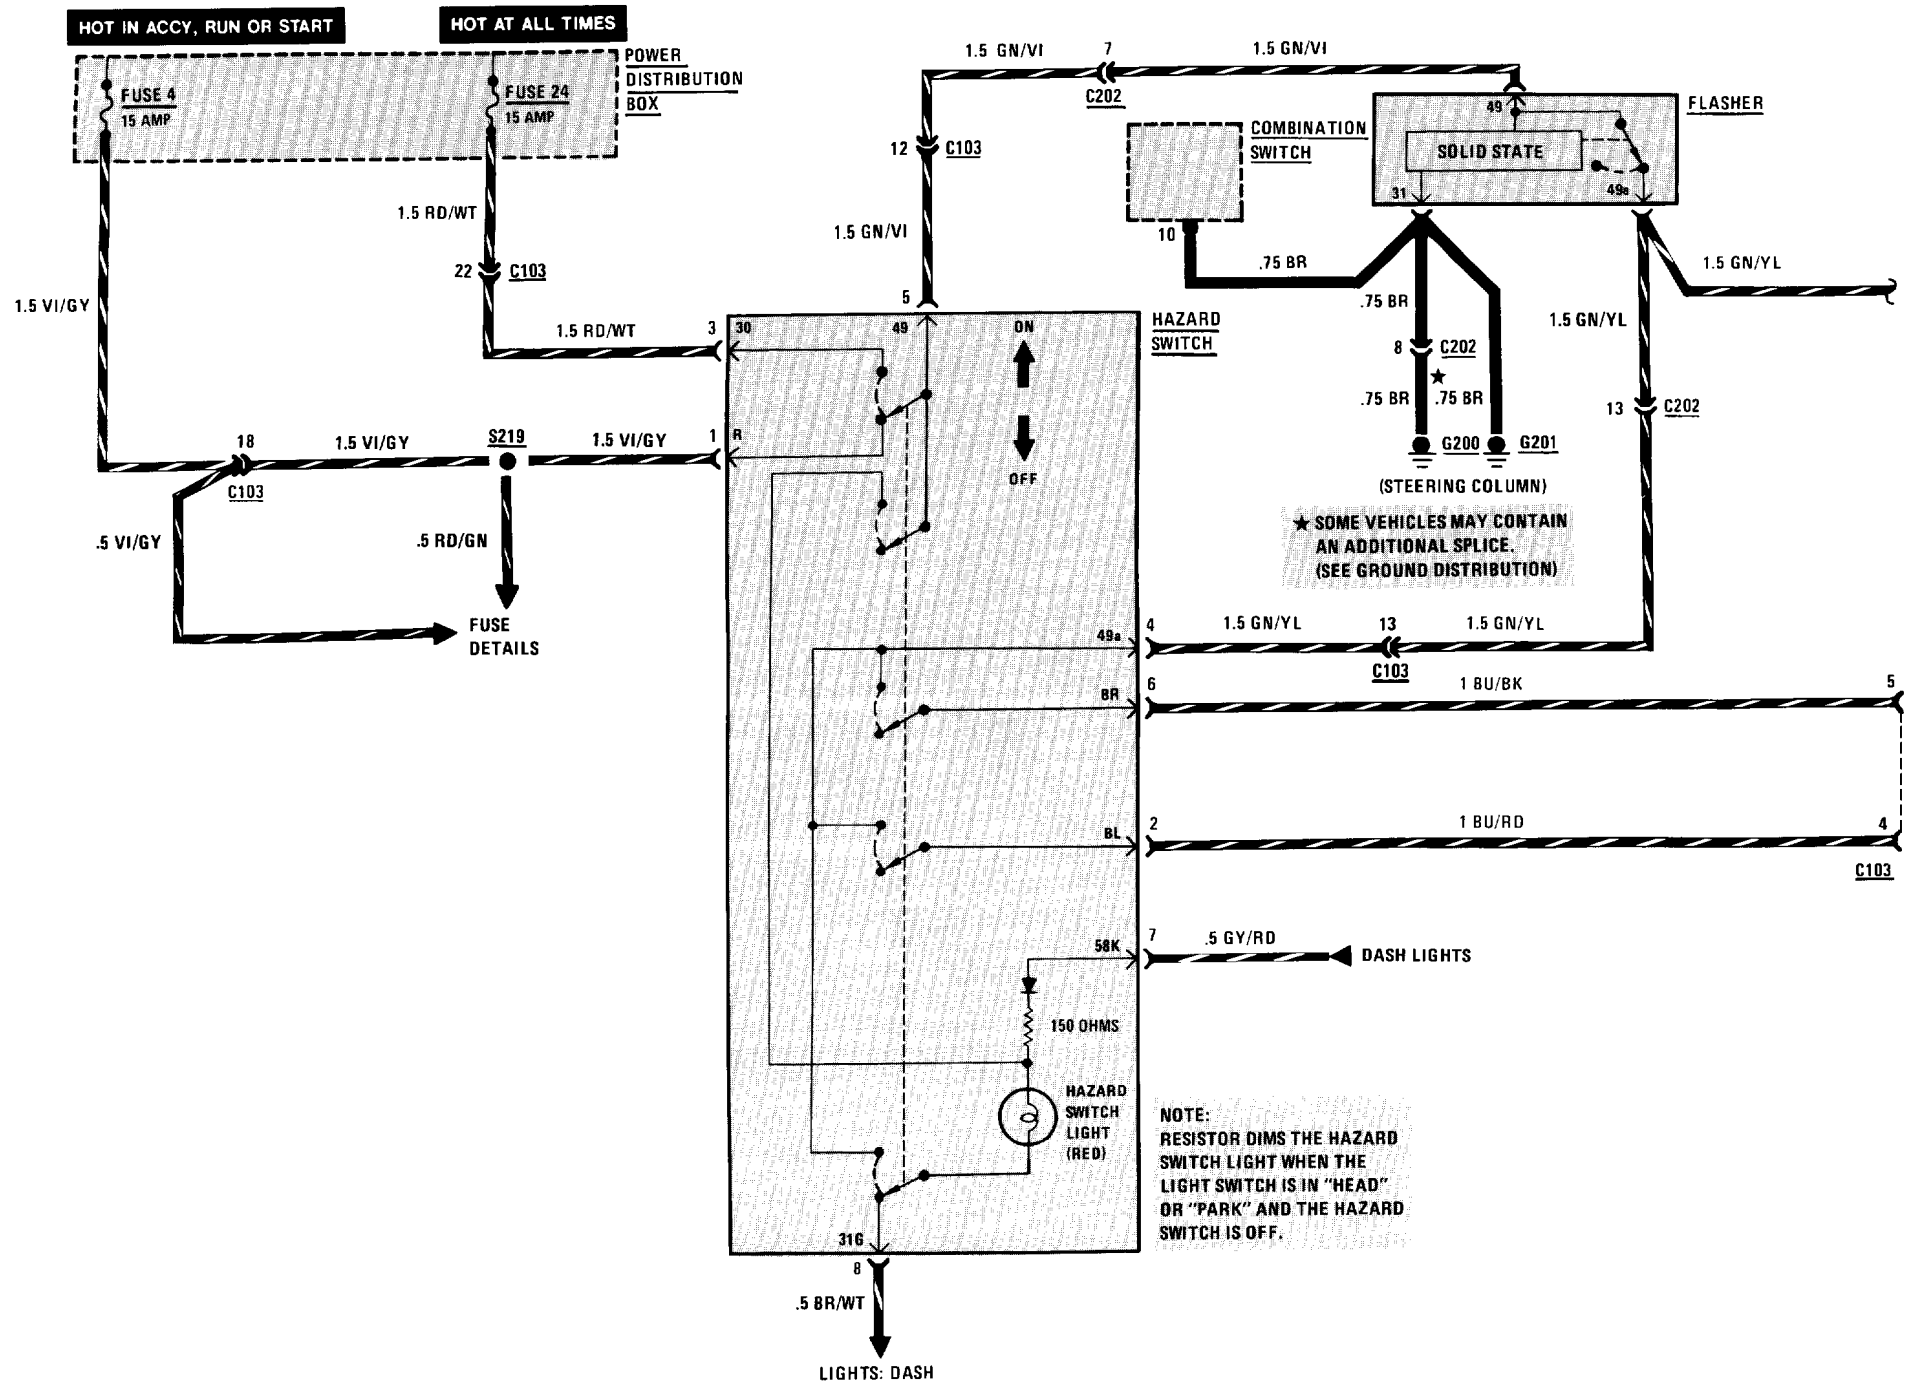 HOT IN ACCY, RUN OR START
HOT AT ALL TIMES
POWER
DISTRIBUTION
BOX
FUSE 4
15 AMP
FUSE 24
15 AMP
1.5 GN/VI
7
1.5 GN/VI
C202
49
FLASHER
SOLID STATE
31
49a
COMBINATION
SWITCH
10
12
C103
1.5 RD/WT
1.5 GN/VI
22
C103
1.5 VI/GY
.75 BR
1.5 GN/YL
.75 BR
1.5 GN/YL
5
3
30
49
ON
HAZARD
SWITCH
1.5 RD/WT
8
C202
★
.75 BR
.75 BR
13
C202
18
1.5 VI/GY
S219
1.5 VI/GY
1
R
G200
G201
C103
OFF
(STEERING COLUMN)
★ SOME VEHICLES MAY CONTAIN
AN ADDITIONAL SPLICE.
(SEE GROUND DISTRIBUTION)
.5 VI/GY
.5 RD/GN
FUSE
DETAILS
49a
4
1.5 GN/YL
13
1.5 GN/YL
C103
BR
6
1 BU/BK
5
BL
2
1 BU/RD
4
C103
58K
7
.5 GY/RD
DASH LIGHTS
150 OHMS
HAZARD
SWITCH
LIGHT
(RED)
NOTE:
RESISTOR DIMS THE HAZARD
SWITCH LIGHT WHEN THE
LIGHT SWITCH IS IN "HEAD"
OR "PARK" AND THE HAZARD
SWITCH IS OFF.
31G
8
.5 BR/WT
LIGHTS: DASH